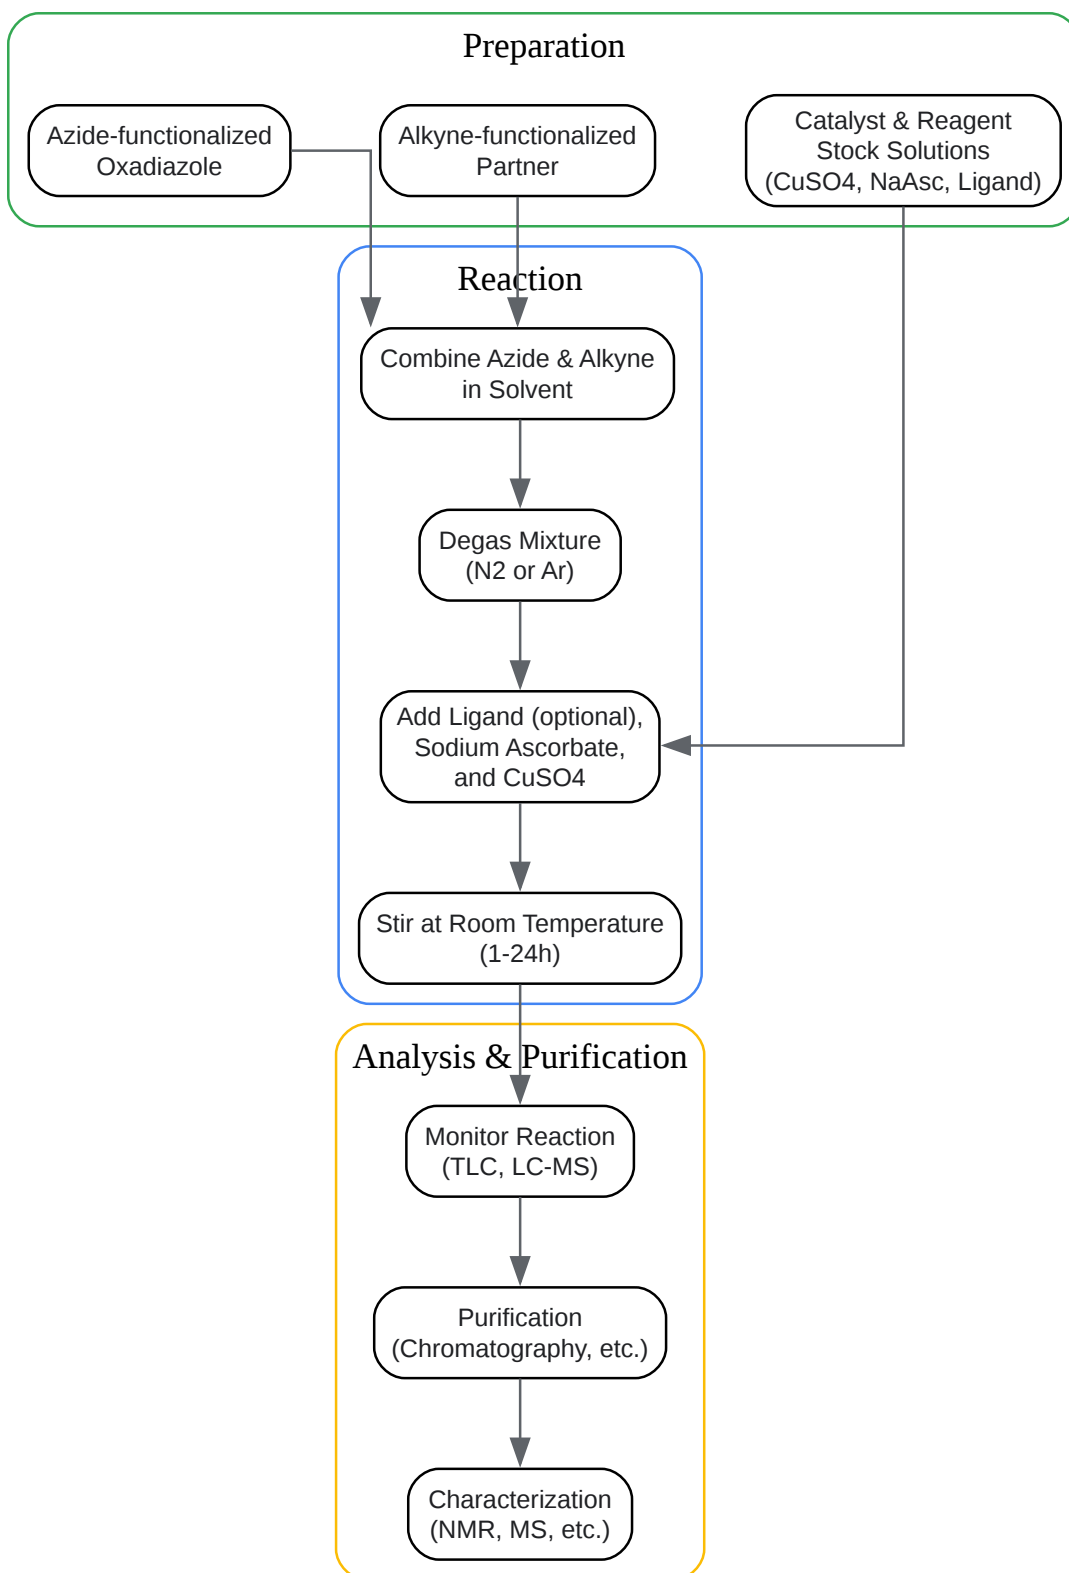 Preparation
Azide-functionalized
Oxadiazole
Alkyne-functionalized
Partner
Catalyst & Reagent
Stock Solutions
(CuSO4, NaAsc, Ligand)
Reaction
Combine Azide & Alkyne
in Solvent
Degas Mixture
(N2 or Ar)
Add Ligand (optional),
Sodium Ascorbate,
and CuSO4
Stir at Room Temperature
(1-24h)
Analysis & Purification
Monitor Reaction
(TLC, LC-MS)
Purification
(Chromatography, etc.)
Characterization
(NMR, MS, etc.)